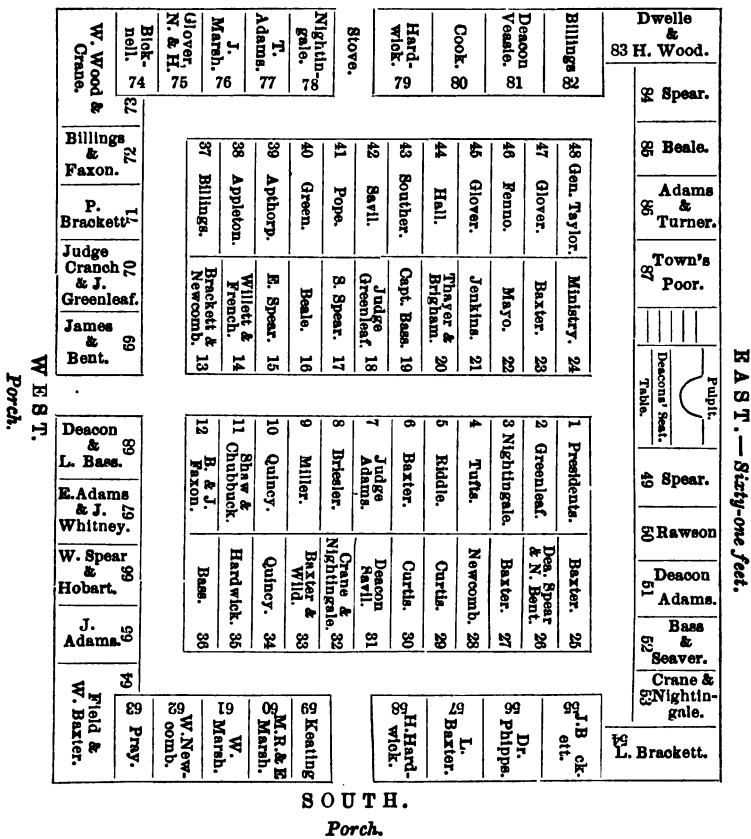 W. Wood &
Crane.
73
Bick-
nell.
74
Glover,
N. & H.
75
J.
Marsh.
76
T.
Adams.
77
Nightin-
gale.
78
Stove.
Hard-
wick.
79
Cook.
80
Deacon
Veasie.
81
Billings
82
Dwelle
&
83 H. Wood.
84 Spear.
85 Beale.
86 Adams
&
Turner.
87 Town's
Poor.
Billings
&
Faxon.
72
P.
Brackett
71
Judge
Cranch
& J.
Greenleaf.
70
James
&
Bent.
69
37 Billings.
38 Appleton.
39 Apthorp.
40 Green.
41 Pope.
42 Savil.
43 Souther.
44 Hall.
45 Glover.
46 Fenno.
47 Glover.
48 Gen. Taylor.
Brackett &
Newcomb. 13
Willett &
French. 14
E. Spear. 15
Beale. 16
S. Spear. 17
Judge
Greenleaf. 18
Capt. Bass. 19
Thayer &
Brigham. 20
Jenkins. 21
Mayo. 22
Baxter. 23
Ministry. 24
WEST.
Porch.
Pulpit.
Deacons' Seat.
Table.
EAST.—Sixty-one feet.
Deacon
&
L. Bass.
68
E. Adams
& J.
Whitney.
67
W. Spear
&
Hobart.
66
J.
Adams.
65
Field &
W. Baxter.
64
12 B. & J.
Faxon.
11 Shaw &
Chubbuck.
10 Quincy.
9 Miller.
8 Briesler.
7 Judge
Adams.
6 Baxter.
5 Riddle.
4 Tufts.
3 Nightingale.
2 Greenleaf.
1 Presidents.
Bass. 36
Hardwick. 35
Quincy. 34
Baxter &
Wild. 33
Crane &
Nightingale. 32
Deacon
Savil. 31
Curtis. 30
Curtis. 29
Newcomb. 28
Baxter. 27
Dea. Spear
& N. Bent. 26
Baxter. 25
49 Spear.
50 Rawson
51 Deacon
Adams.
52 Bass
&
Seaver.
53 Crane &
Nightin-
gale.
54
L. Brackett.
63
Pray.
62
W. New-
comb.
61
W.
Marsh.
60
M.R.&E
Marsh.
59
Keating
58
H. Hard-
wick.
57
L.
Baxter.
56
Dr.
Phipps.
55
J.B ck-
ett.
SOUTH.
Porch.